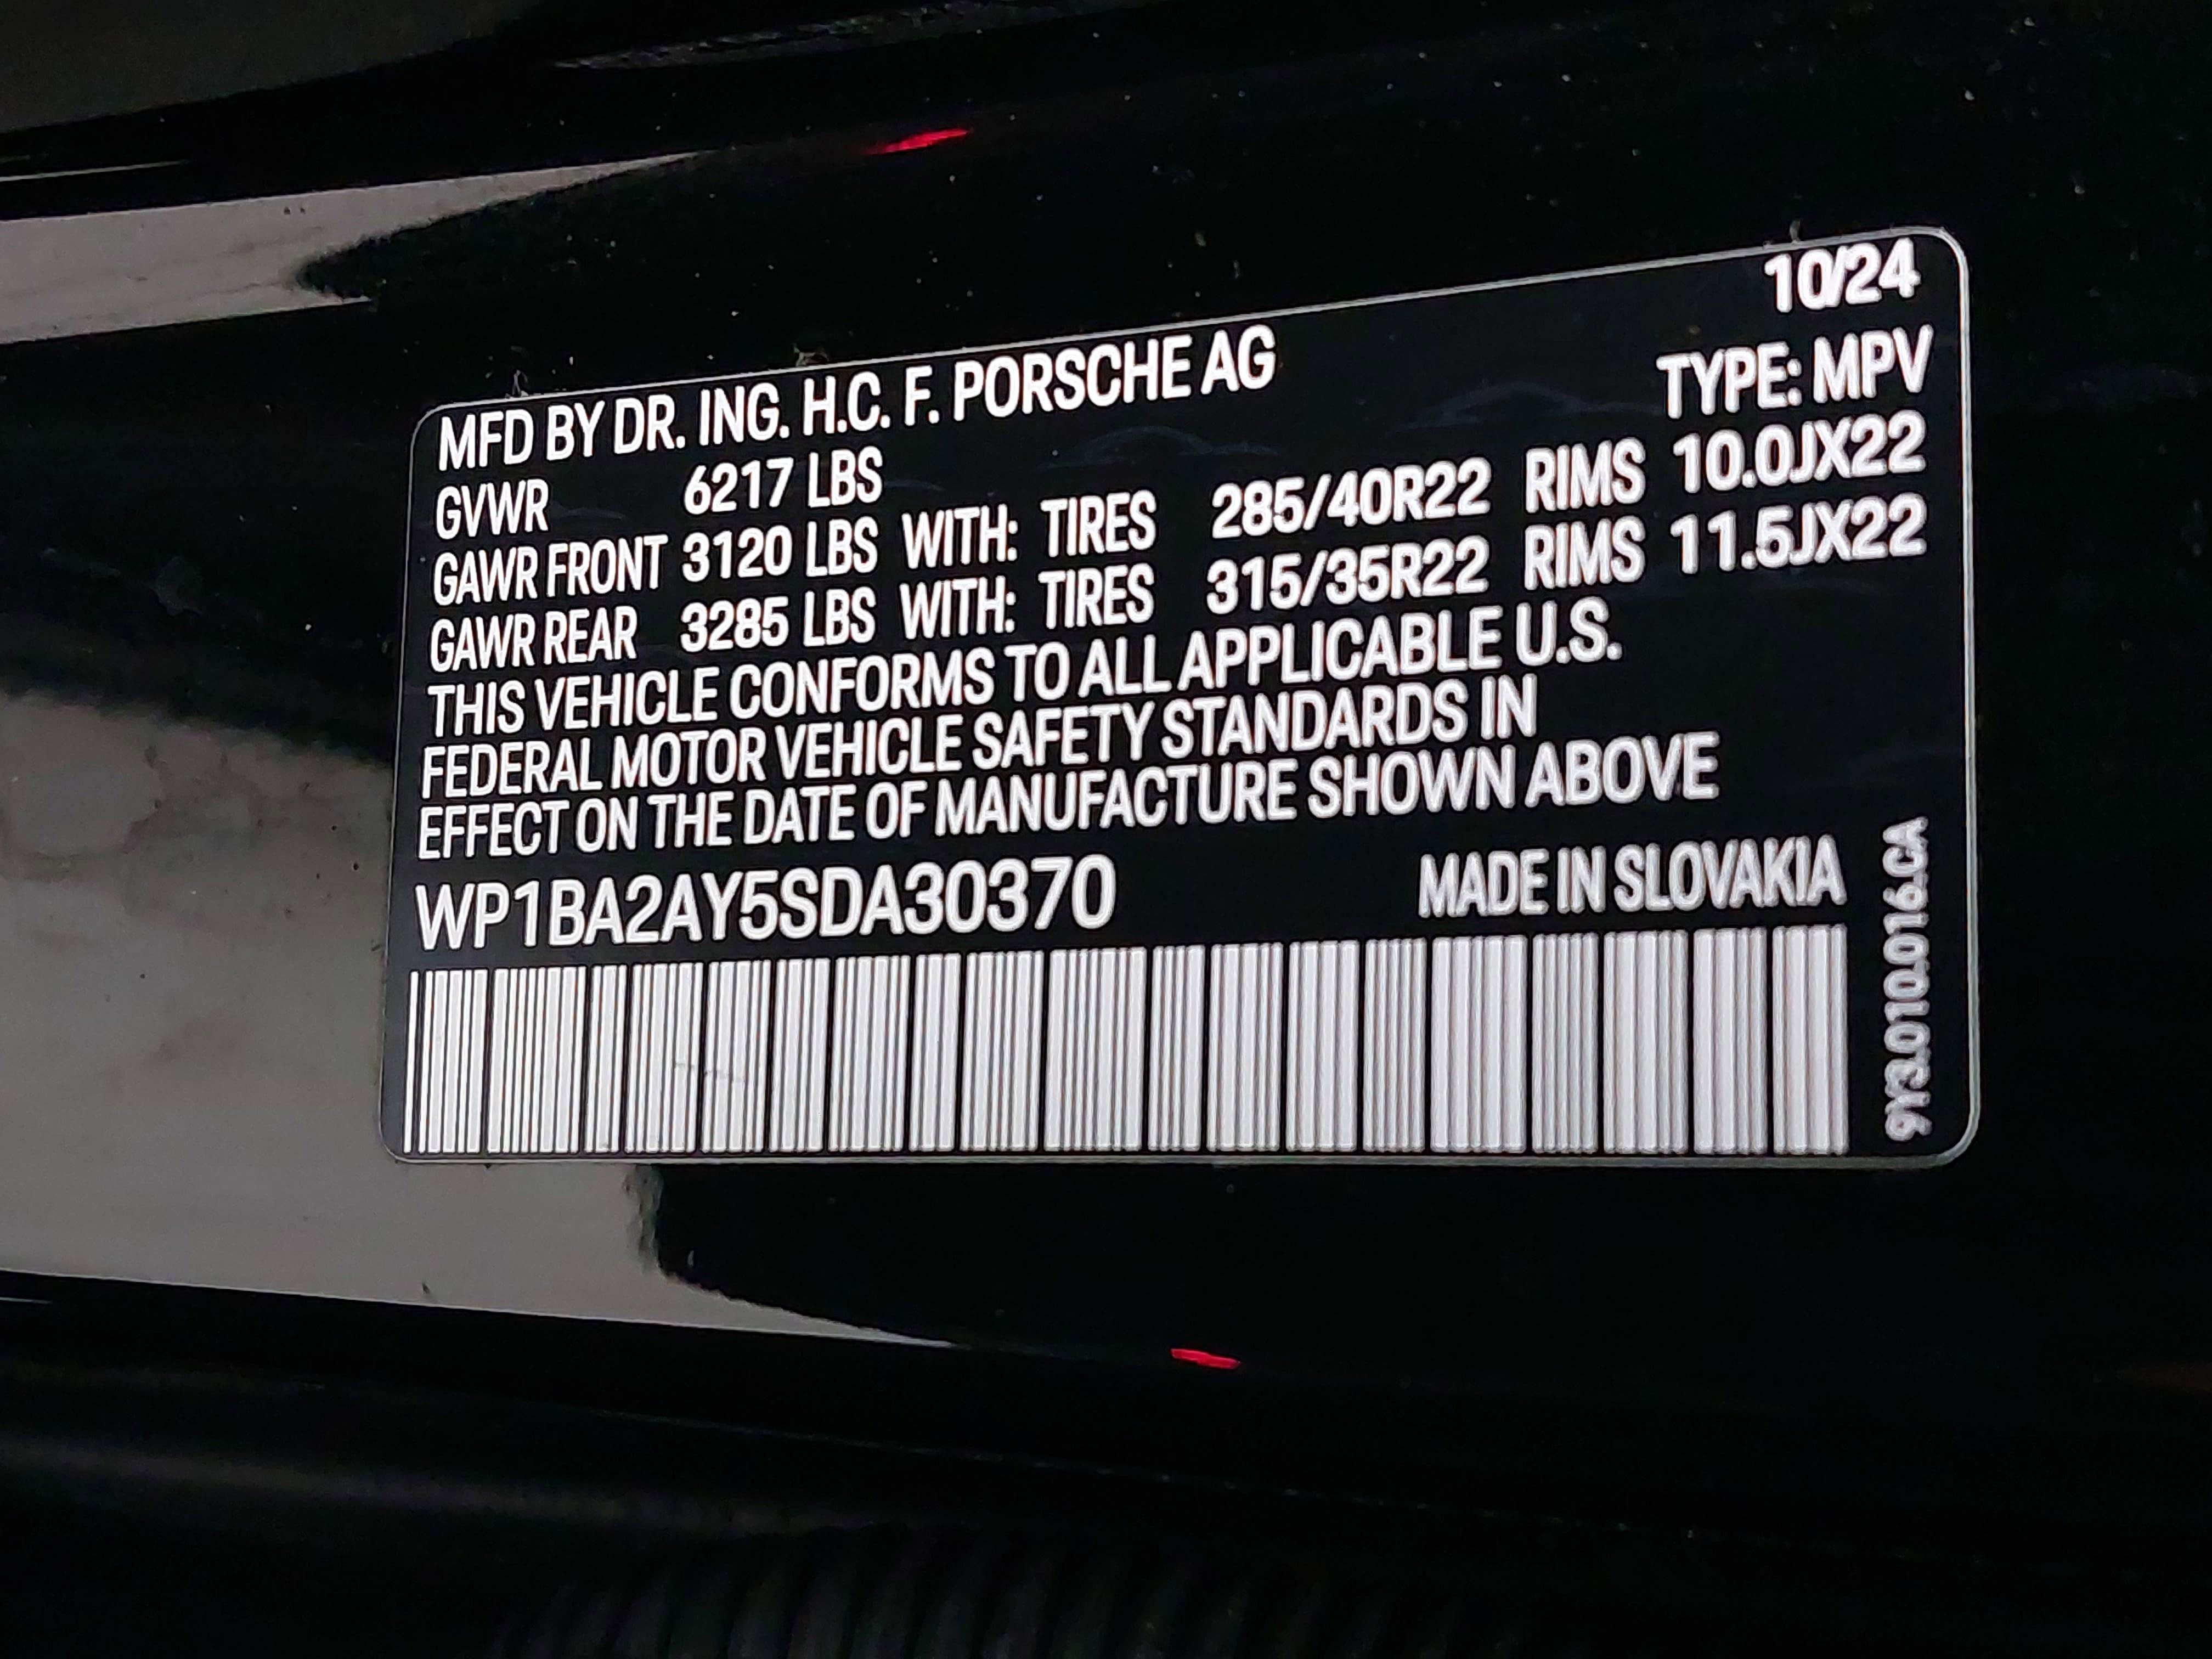 10/24
MFD BY DR. ING. H.C. F. PORSCHE AG
TYPE: MPV
GVWR 6217 LBS
GAWR FRONT 3120 LBS WITH: TIRES 285/40R22 RIMS 10.0JX22
GAWR REAR 3285 LBS WITH: TIRES 315/35R22 RIMS 11.5JX22
THIS VEHICLE CONFORMS TO ALL APPLICABLE U.S.
FEDERAL MOTOR VEHICLE SAFETY STANDARDS IN
EFFECT ON THE DATE OF MANUFACTURE SHOWN ABOVE
WP1BA2AY5SDA30370 MADE IN SLOVAKIA
9Y3.010.016.CA